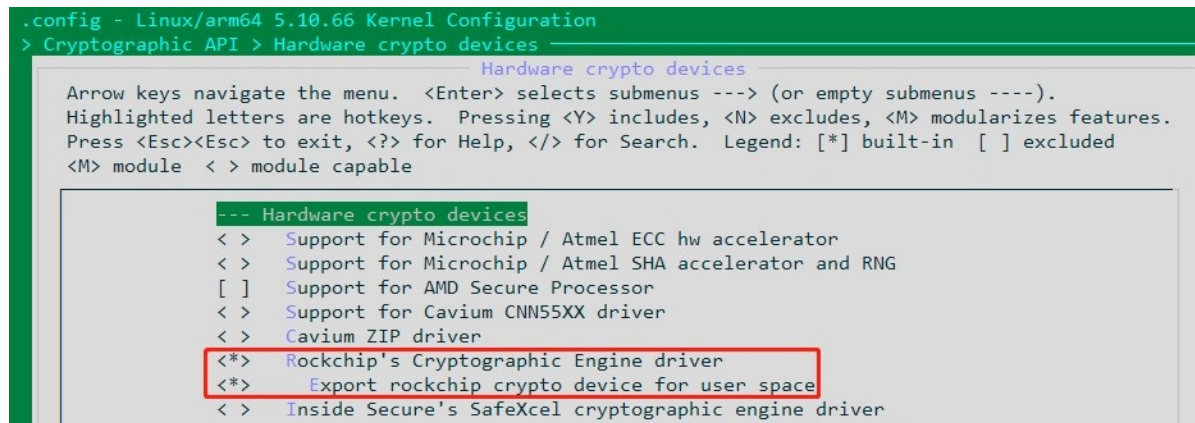 .config - Linux/arm64 5.10.66 Kernel Configuration
> Cryptographic API > Hardware crypto devices
Hardware crypto devices
Arrow keys navigate the menu.  <Enter> selects submenus ---> (or empty submenus ----).
Highlighted letters are hotkeys.  Pressing <Y> includes, <N> excludes, <M> modularizes features.
Press <Esc><Esc> to exit, <?> for Help, </> for Search.  Legend: [*] built-in  [ ] excluded
<M> module  < > module capable
--- Hardware crypto devices
< >   Support for Microchip / Atmel ECC hw accelerator
< >   Support for Microchip / Atmel SHA accelerator and RNG
[ ]   Support for AMD Secure Processor
< >   Support for Cavium CNN55XX driver
< >   Cavium ZIP driver
<*>   Rockchip's Cryptographic Engine driver
<*>     Export rockchip crypto device for user space
< >   Inside Secure's SafeXcel cryptographic engine driver